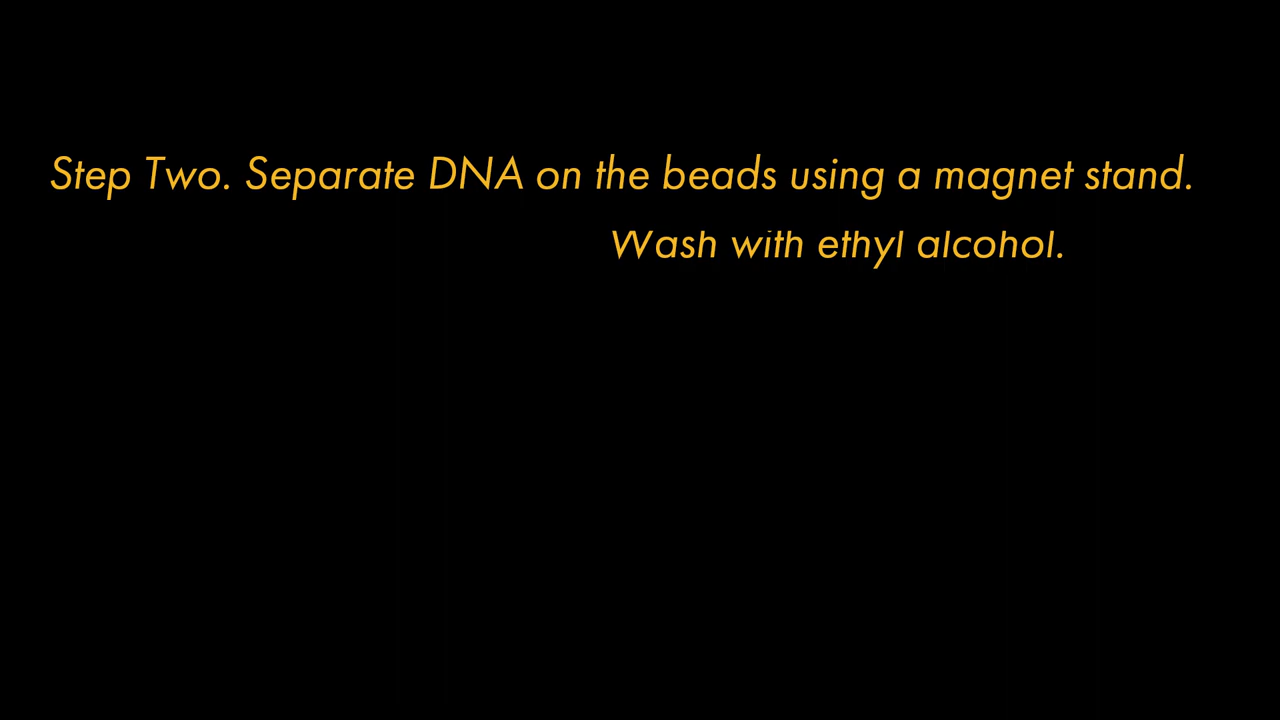 Step Two. Separate DNA on the beads using a magnet stand.
Wash with ethyl alcohol.